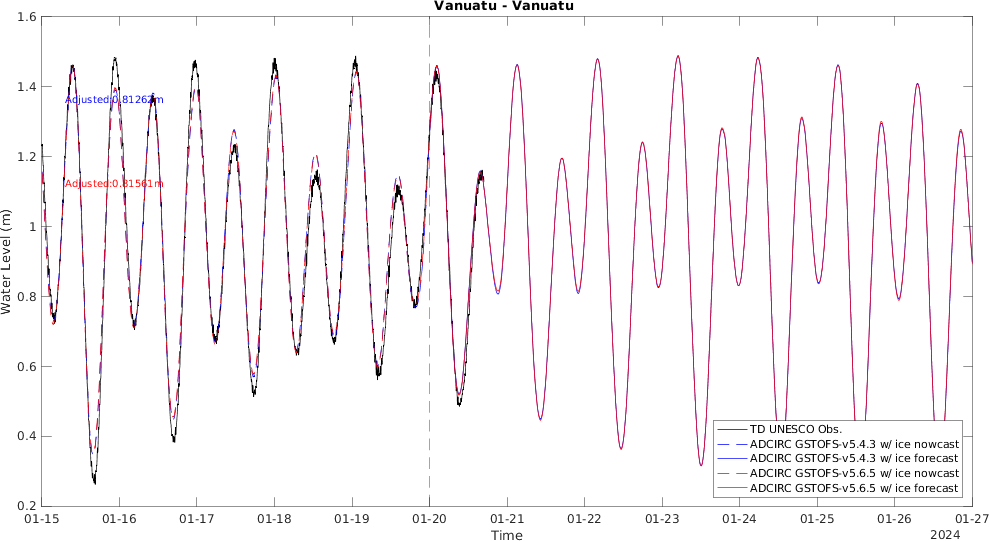 Vanuatu - Vanuatu
1.6
1.4
1.2
1
0.8
0.6
0.4
0.2
Water Level (m)
Adjusted:0.81262m
Adjusted:0.81561m
TD UNESCO Obs.
ADCIRC GSTOFS-v5.4.3 w/ ice nowcast
ADCIRC GSTOFS-v5.4.3 w/ ice forecast
ADCIRC GSTOFS-v5.6.5 w/ ice nowcast
ADCIRC GSTOFS-v5.6.5 w/ ice forecast
01-15 01-16 01-17 01-18 01-19 01-20 01-21 01-22 01-23 01-24 01-25 01-26 01-27
Time
2024